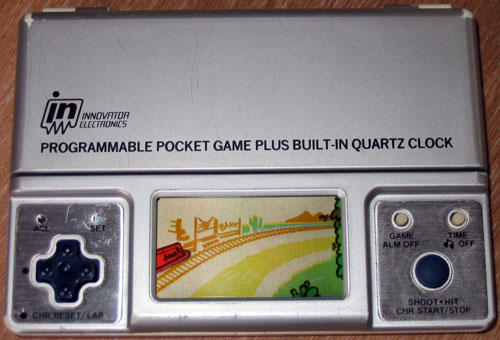 in
INNOVATOR
ELECTRONICS
PROGRAMMABLE POCKET GAME PLUS BUILT-IN QUARTZ CLOCK
ACL SET
GAME TIME
ALM OFF OFF
SHOOT•HIT
CHR START/STOP
CHR RESET/LAP
BANK